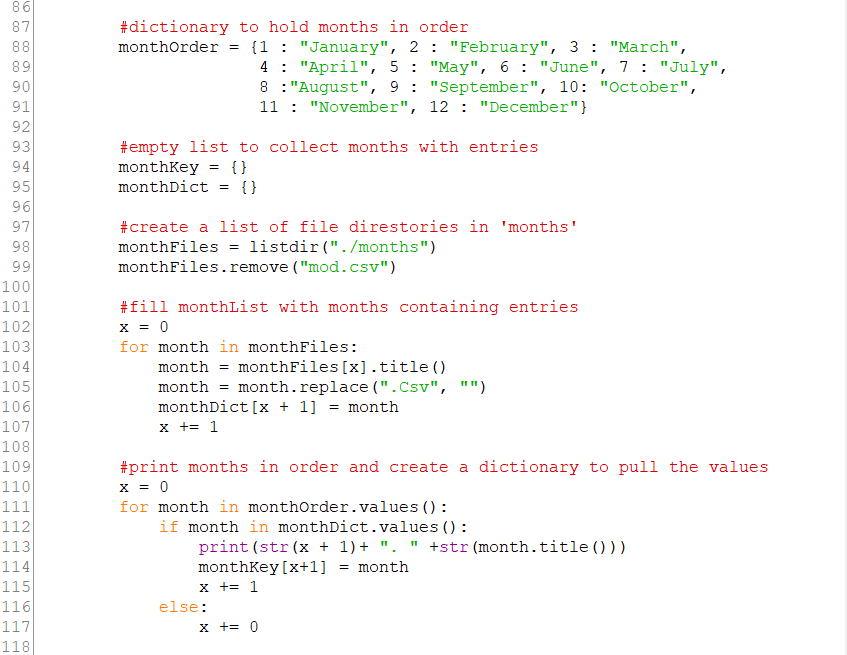 86
87 #dictionary to hold months in order
88 monthOrder = {1 : "January", 2 : "February", 3 : "March",
89 4 : "April", 5 : "May", 6 : "June", 7 : "July",
90 8 :"August", 9 : "September", 10: "October",
91 11 : "November", 12 : "December"}
92
93 #empty list to collect months with entries
94 monthKey = {}
95 monthDict = {}
96
97 #create a list of file direstories in 'months'
98 monthFiles = listdir("./months")
99 monthFiles.remove("mod.csv")
100
101 #fill monthList with months containing entries
102 x = 0
103 for month in monthFiles:
104 month = monthFiles[x].title()
105 month = month.replace(".Csv", "")
106 monthDict[x + 1] = month
107 x += 1
108
109 #print months in order and create a dictionary to pull the values
110 x = 0
111 for month in monthOrder.values():
112 if month in monthDict.values():
113 print(str(x + 1)+ ". " +str(month.title()))
114 monthKey[x+1] = month
115 x += 1
116 else:
117 x += 0
118